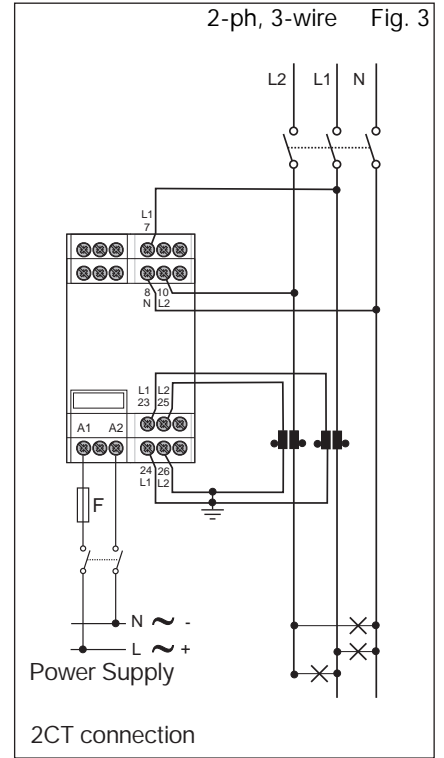 2-ph, 3-wire Fig. 3
L2 L1 N
L1
7
8 10
N L2
L1 L2
23 25
A1 A2
24 26
L1 L2
F
N ~ -
L ~ +
Power Supply
2CT connection